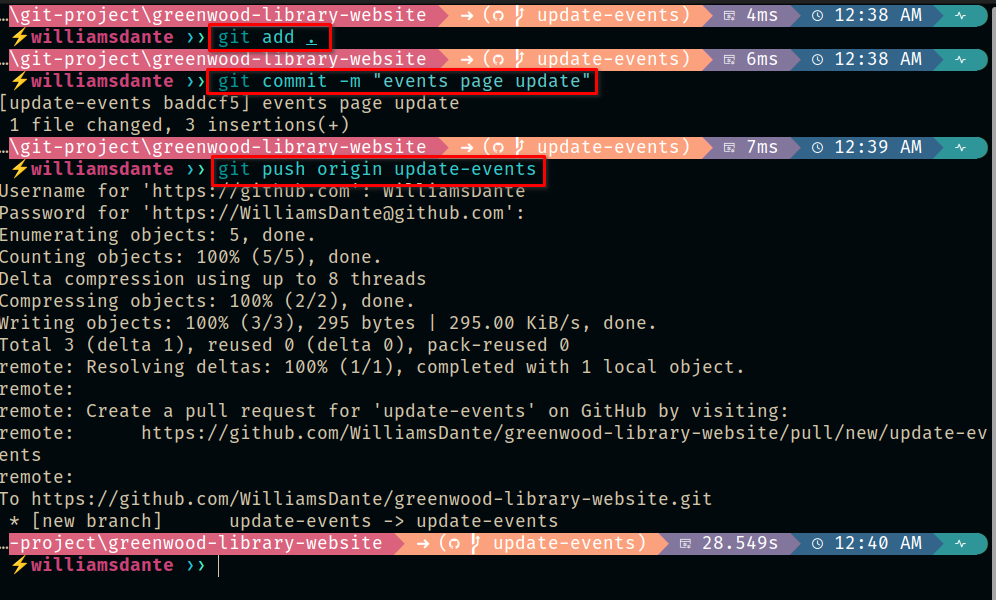 …\git-project\greenwood-library-website ➜ ( update-events) 4ms 12:38 AM
⚡williamsdante ❯❯ git add .
…\git-project\greenwood-library-website ➜ ( update-events) 6ms 12:38 AM
⚡williamsdante ❯❯ git commit -m "events page update"
[update-events baddcf5] events page update
1 file changed, 3 insertions(+)
…\git-project\greenwood-library-website ➜ ( update-events) 7ms 12:39 AM
⚡williamsdante ❯❯ git push origin update-events
Username for 'https://github.com': WilliamsDante
Password for 'https://WilliamsDante@github.com':
Enumerating objects: 5, done.
Counting objects: 100% (5/5), done.
Delta compression using up to 8 threads
Compressing objects: 100% (2/2), done.
Writing objects: 100% (3/3), 295 bytes | 295.00 KiB/s, done.
Total 3 (delta 1), reused 0 (delta 0), pack-reused 0
remote: Resolving deltas: 100% (1/1), completed with 1 local object.
remote:
remote: Create a pull request for 'update-events' on GitHub by visiting:
remote:      https://github.com/WilliamsDante/greenwood-library-website/pull/new/update-ev
ents
remote:
To https://github.com/WilliamsDante/greenwood-library-website.git
* [new branch]      update-events -> update-events
…-project\greenwood-library-website ➜ ( update-events) 28.549s 12:40 AM
⚡williamsdante ❯❯